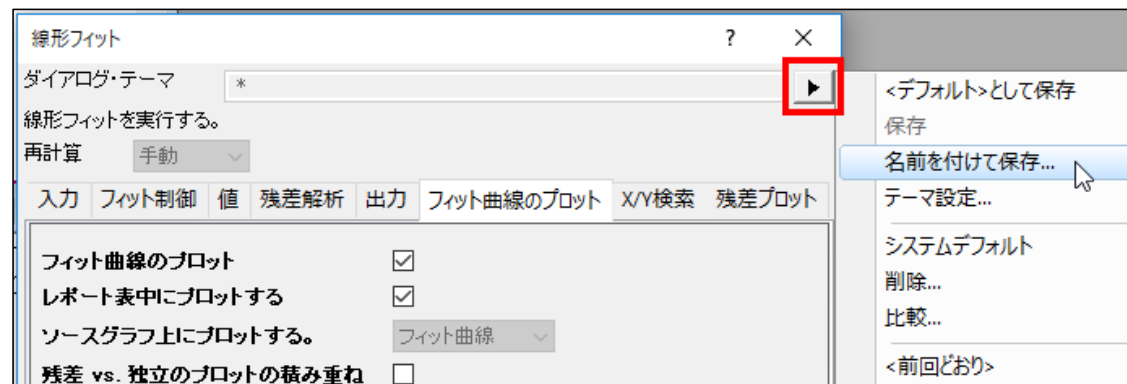 線形フィット ? ×
ダイアログ・テーマ *
線形フィットを実行する。
再計算 手動
入力 フィット制御 値 残差解析 出力 フィット曲線のプロット X/Y検索 残差プロット
フィット曲線のプロット
レポート表中にプロットする
ソースグラフ上にプロットする。 フィット曲線
残差 vs. 独立のプロットの積み重ね
<デフォルト>として保存
保存
名前を付けて保存...
テーマ設定...
システムデフォルト
削除...
比較...
<前回どおり>